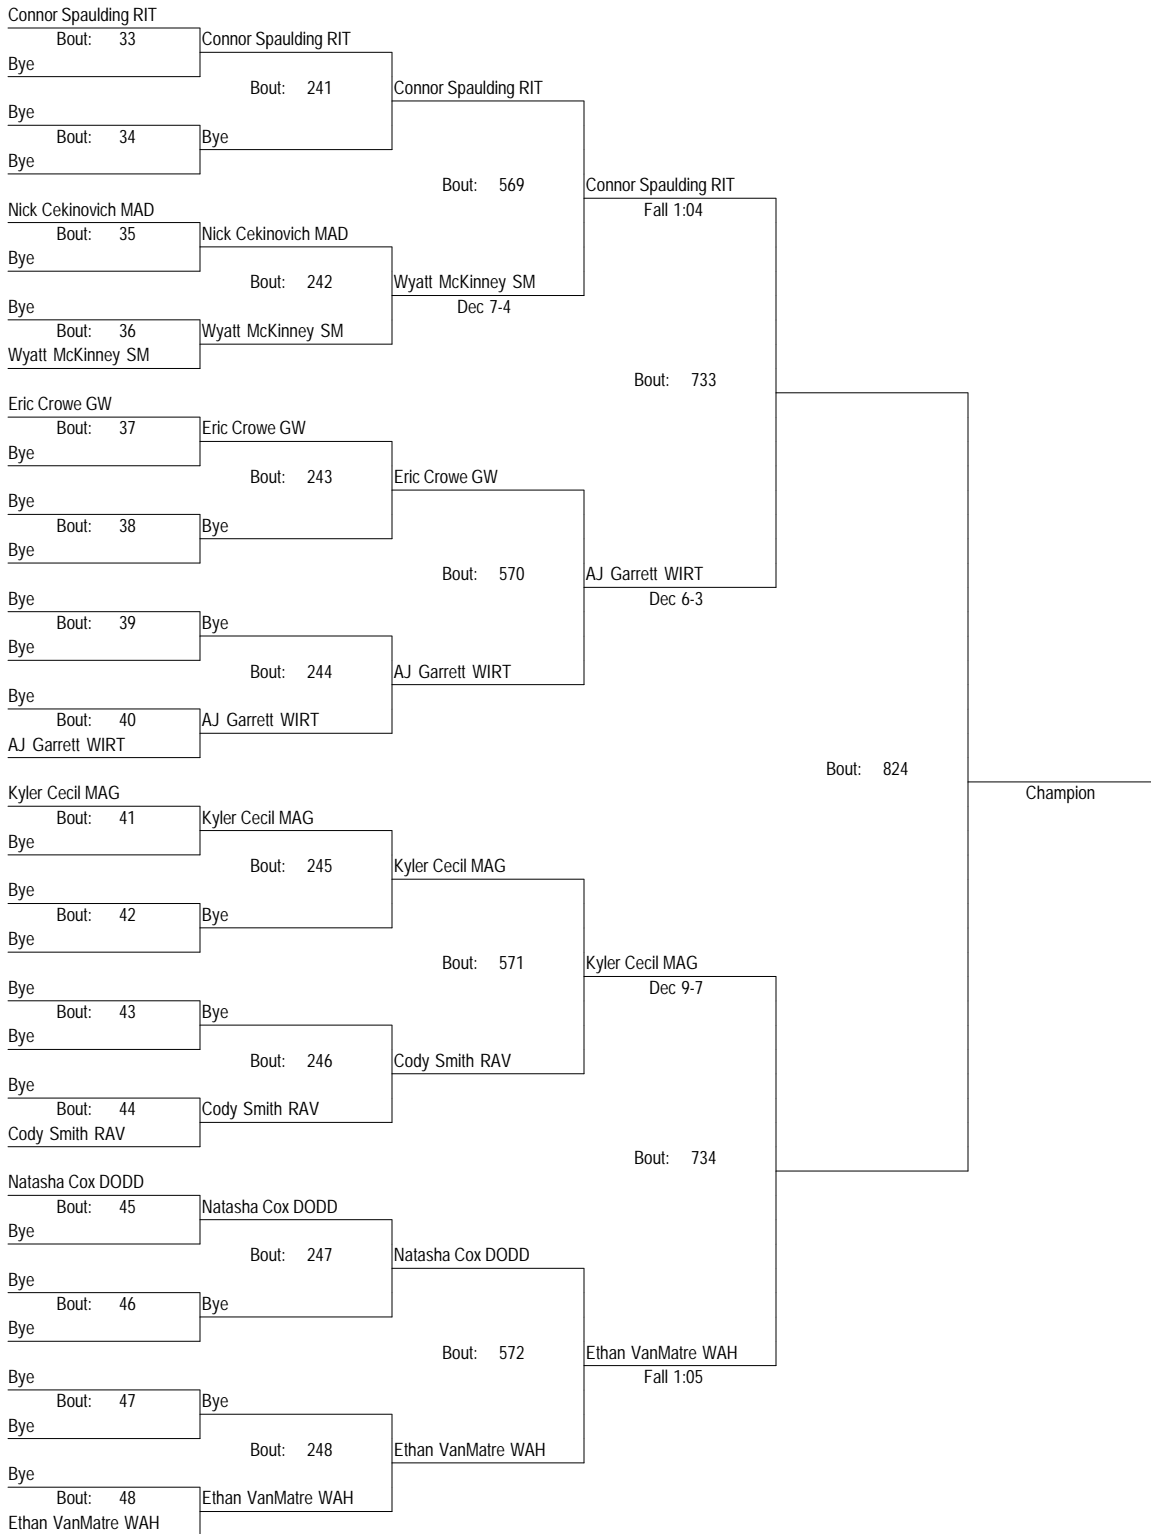 Connor Spaulding RIT
Bout: 33 Connor Spaulding RIT
Bye
Bout: 241 Connor Spaulding RIT
Bye
Bout: 34 Bye
Bye
Bout: 569 Connor Spaulding RIT
Fall 1:04
Nick Cekinovich MAD
Bout: 35 Nick Cekinovich MAD
Bye
Bout: 242 Wyatt McKinney SM
Dec 7-4
Bye
Bout: 36 Wyatt McKinney SM
Wyatt McKinney SM
Bout: 733
Eric Crowe GW
Bout: 37 Eric Crowe GW
Bye
Bout: 243 Eric Crowe GW
Bye
Bout: 38 Bye
Bye
Bout: 570 AJ Garrett WIRT
Dec 6-3
Bye
Bout: 39 Bye
Bye
Bout: 244 AJ Garrett WIRT
Bye
Bout: 40 AJ Garrett WIRT
AJ Garrett WIRT
Bout: 824
Champion
Kyler Cecil MAG
Bout: 41 Kyler Cecil MAG
Bye
Bout: 245 Kyler Cecil MAG
Bye
Bout: 42 Bye
Bye
Bout: 571 Kyler Cecil MAG
Dec 9-7
Bye
Bout: 43 Bye
Bye
Bout: 246 Cody Smith RAV
Bye
Bout: 44 Cody Smith RAV
Cody Smith RAV
Bout: 734
Natasha Cox DODD
Bout: 45 Natasha Cox DODD
Bye
Bout: 247 Natasha Cox DODD
Bye
Bout: 46 Bye
Bye
Bout: 572 Ethan VanMatre WAH
Fall 1:05
Bye
Bout: 47 Bye
Bye
Bout: 248 Ethan VanMatre WAH
Bye
Bout: 48 Ethan VanMatre WAH
Ethan VanMatre WAH